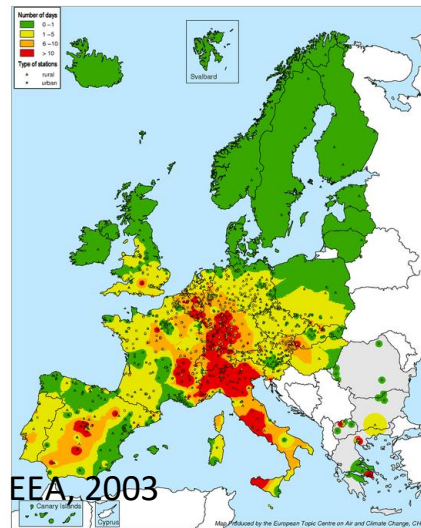 Number of days
0 – 1
1 – 5
5 – 10
> 10
Type of stations
rural
urban
Svalbard
EEA, 2003
Canary Islands
Cyprus
Map Produced by the European Topic Centre on Air and Climate Change, CH